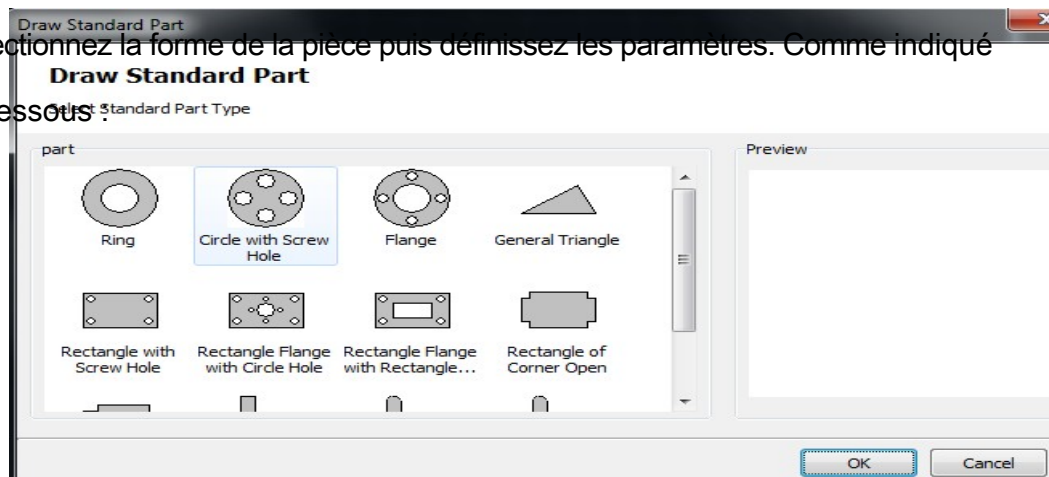 Draw Standard Part
ectionnez la forme de la pièce puis définissez les paramètres. Comme indiqué
Draw Standard Part
essous :
Select Standard Part Type
part
Preview
Ring
Circle with Screw
Hole
Flange
General Triangle
Rectangle with
Screw Hole
Rectangle Flange
with Circle Hole
Rectangle Flange
with Rectangle...
Rectangle of
Corner Open
OK
Cancel